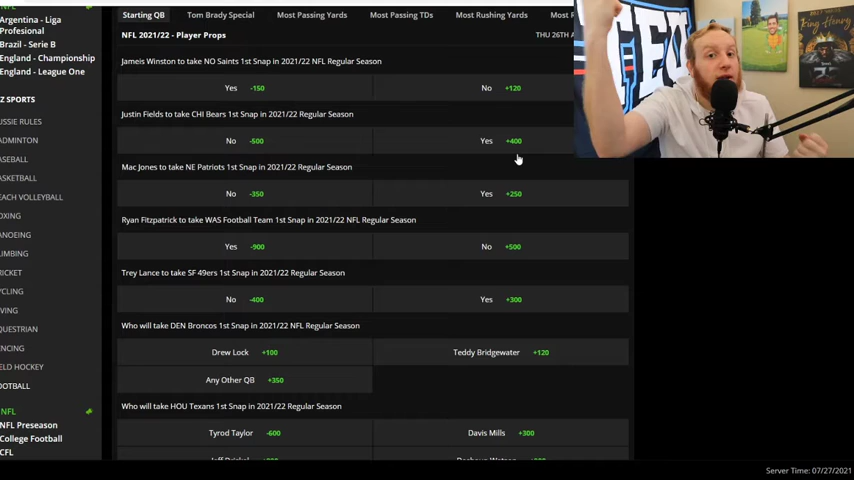 NFL
Argentina - Liga
Profesional
Brazil - Serie B
England - Championship
England - League One
Z SPORTS
USSIE RULES
ADMINTON
ASEBALL
ASKETBALL
EACH VOLLEYBALL
OXING
ANOEING
IMBING
RICKET
YCLING
VING
QUESTRIAN
ENCING
ELD HOCKEY
OOTBALL
NFL
NFL Preseason
College Football
CFL
Starting QB Tom Brady Special Most Passing Yards Most Passing TDs Most Rushing Yards Most R
NFL 2021/22 - Player Props THU 26TH A
Jameis Winston to take NO Saints 1st Snap in 2021/22 NFL Regular Season
Yes -150 No +120
Justin Fields to take CHI Bears 1st Snap in 2021/22 Regular Season
No -500 Yes +400
Mac Jones to take NE Patriots 1st Snap in 2021/22 Regular Season
No -350 Yes +250
Ryan Fitzpatrick to take WAS Football Team 1st Snap in 2021/22 NFL Regular Season
Yes -900 No +500
Trey Lance to take SF 49ers 1st Snap in 2021/22 Regular Season
No -400 Yes +300
Who will take DEN Broncos 1st Snap in 2021/22 NFL Regular Season
Drew Lock +100 Teddy Bridgewater +120
Any Other QB +350
Who will take HOU Texans 1st Snap in 2021/22 Regular Season
Tyrod Taylor -600 Davis Mills +300
KING HENRY
Server Time: 07/27/2021